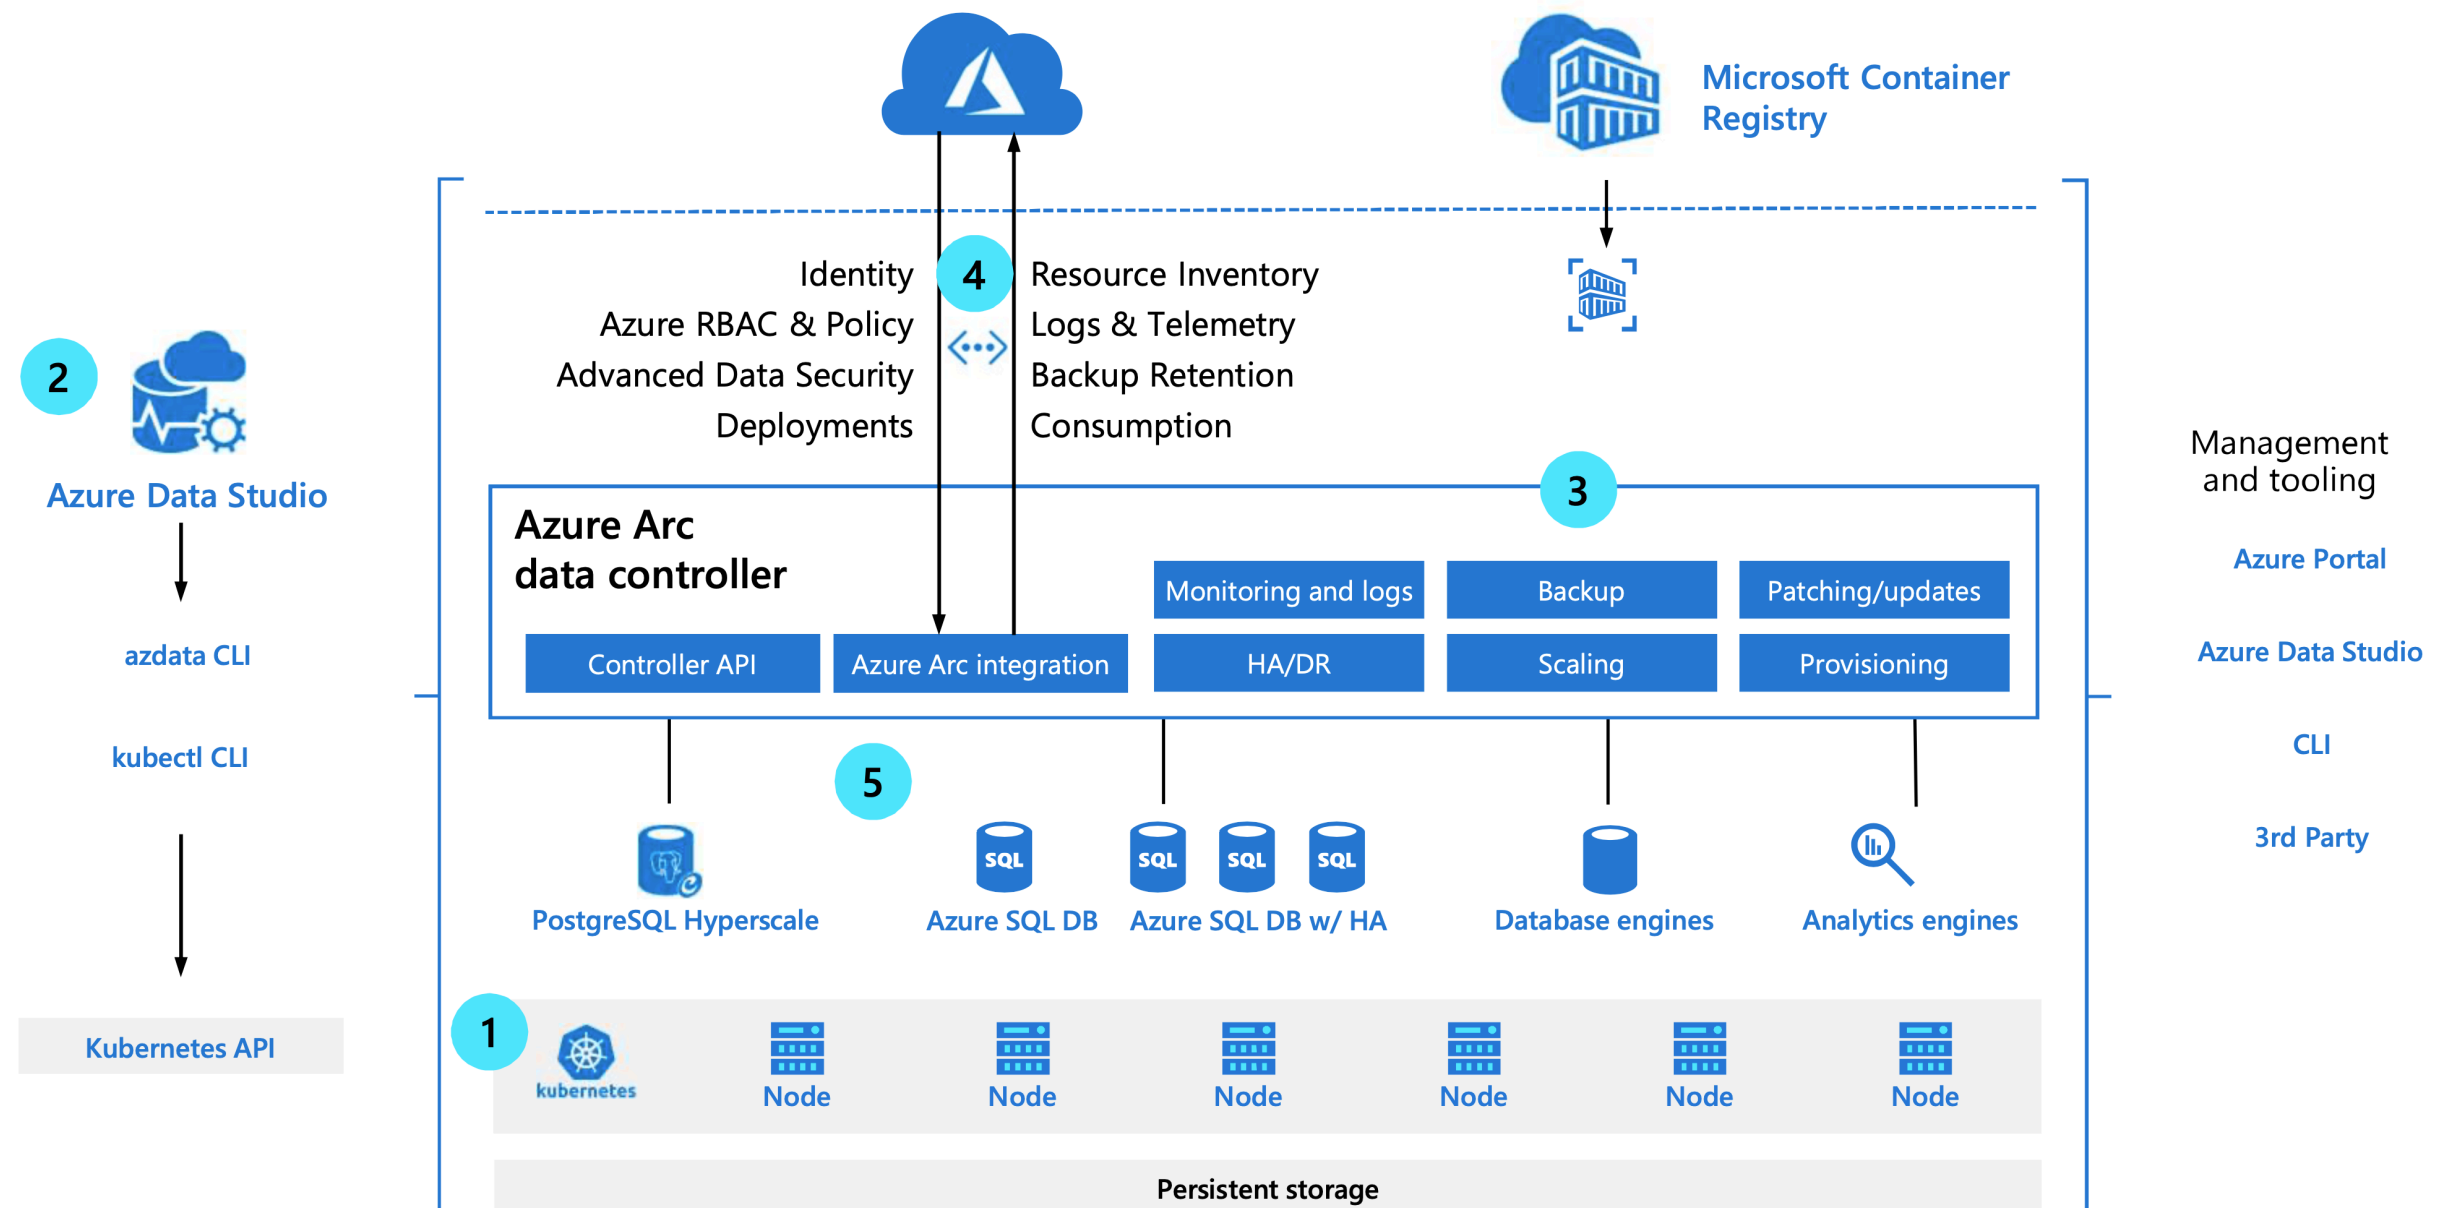 Microsoft Container
Registry
4
Identity
Azure RBAC & Policy
Advanced Data Security
Deployments
Resource Inventory
Logs & Telemetry
Backup Retention
Consumption
2
Azure Data Studio
azdata CLI
kubectl CLI
Kubernetes API
3
Azure Arc
data controller
Monitoring and logs
Backup
Patching/updates
Controller API
Azure Arc integration
HA/DR
Scaling
Provisioning
5
SQL
SQL
SQL
SQL
PostgreSQL Hyperscale
Azure SQL DB
Azure SQL DB w/ HA
Database engines
Analytics engines
1
kubernetes
Node
Node
Node
Node
Node
Node
Persistent storage
Management
and tooling
Azure Portal
Azure Data Studio
CLI
3rd Party